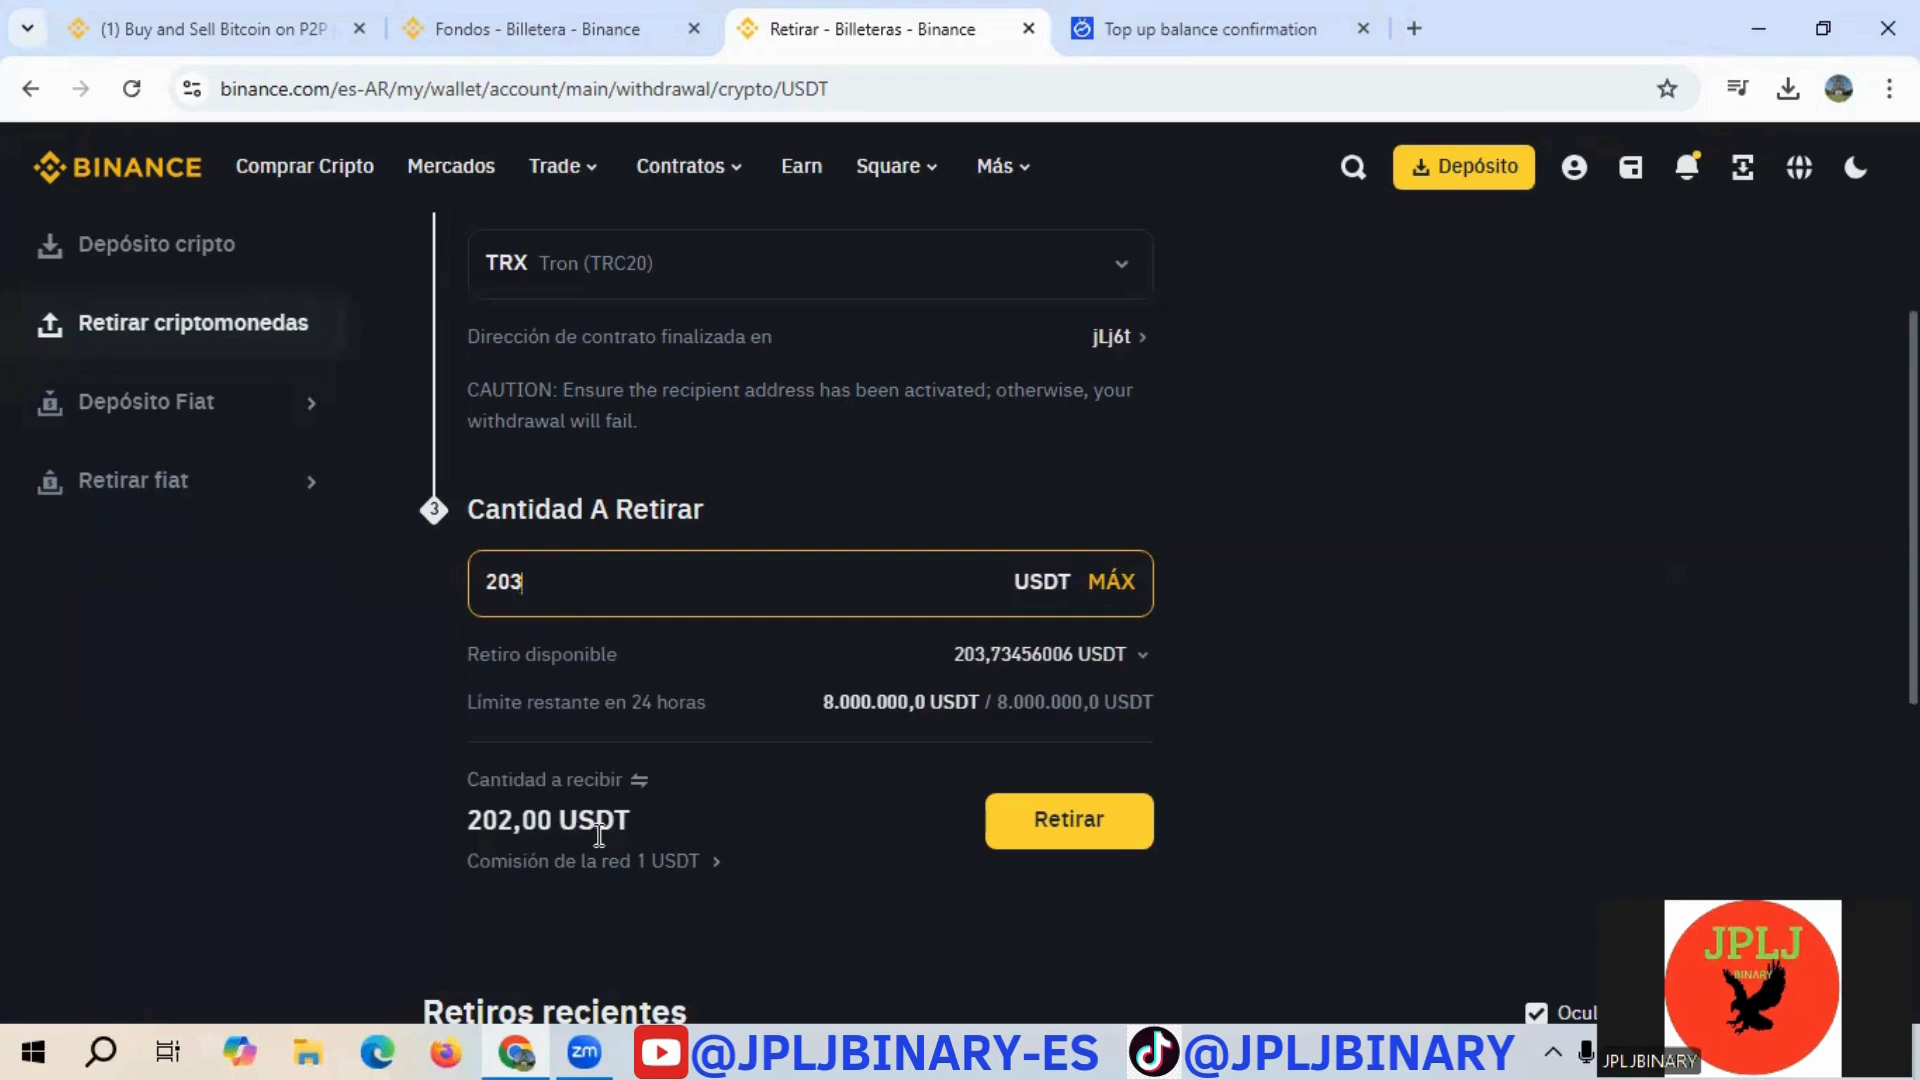 (1) Buy and Sell Bitcoin on P2P
Fondos - Billetera - Binance
Retirar - Billeteras - Binance
Top up balance confirmation
binance.com/es-AR/my/wallet/account/main/withdrawal/crypto/USDT
BINANCE
Comprar Cripto
Mercados
Trade
Contratos
Earn
Square
Más
Depósito
Depósito cripto
Retirar criptomonedas
Depósito Fiat
Retirar fiat
TRX Tron (TRC20)
Dirección de contrato finalizada en jLj6t
CAUTION: Ensure the recipient address has been activated; otherwise, your
withdrawal will fail.
3 Cantidad A Retirar
203 USDT MÁX
Retiro disponible 203,73456006 USDT
Límite restante en 24 horas 8.000.000,0 USDT / 8.000.000,0 USDT
Cantidad a recibir
202,00 USDT
Retirar
Comisión de la red 1 USDT
Retiros recientes
Ocul
JPLJ
BINARY
JPLJBINARY
zm
@JPLJBINARY-ES
@JPLJBINARY